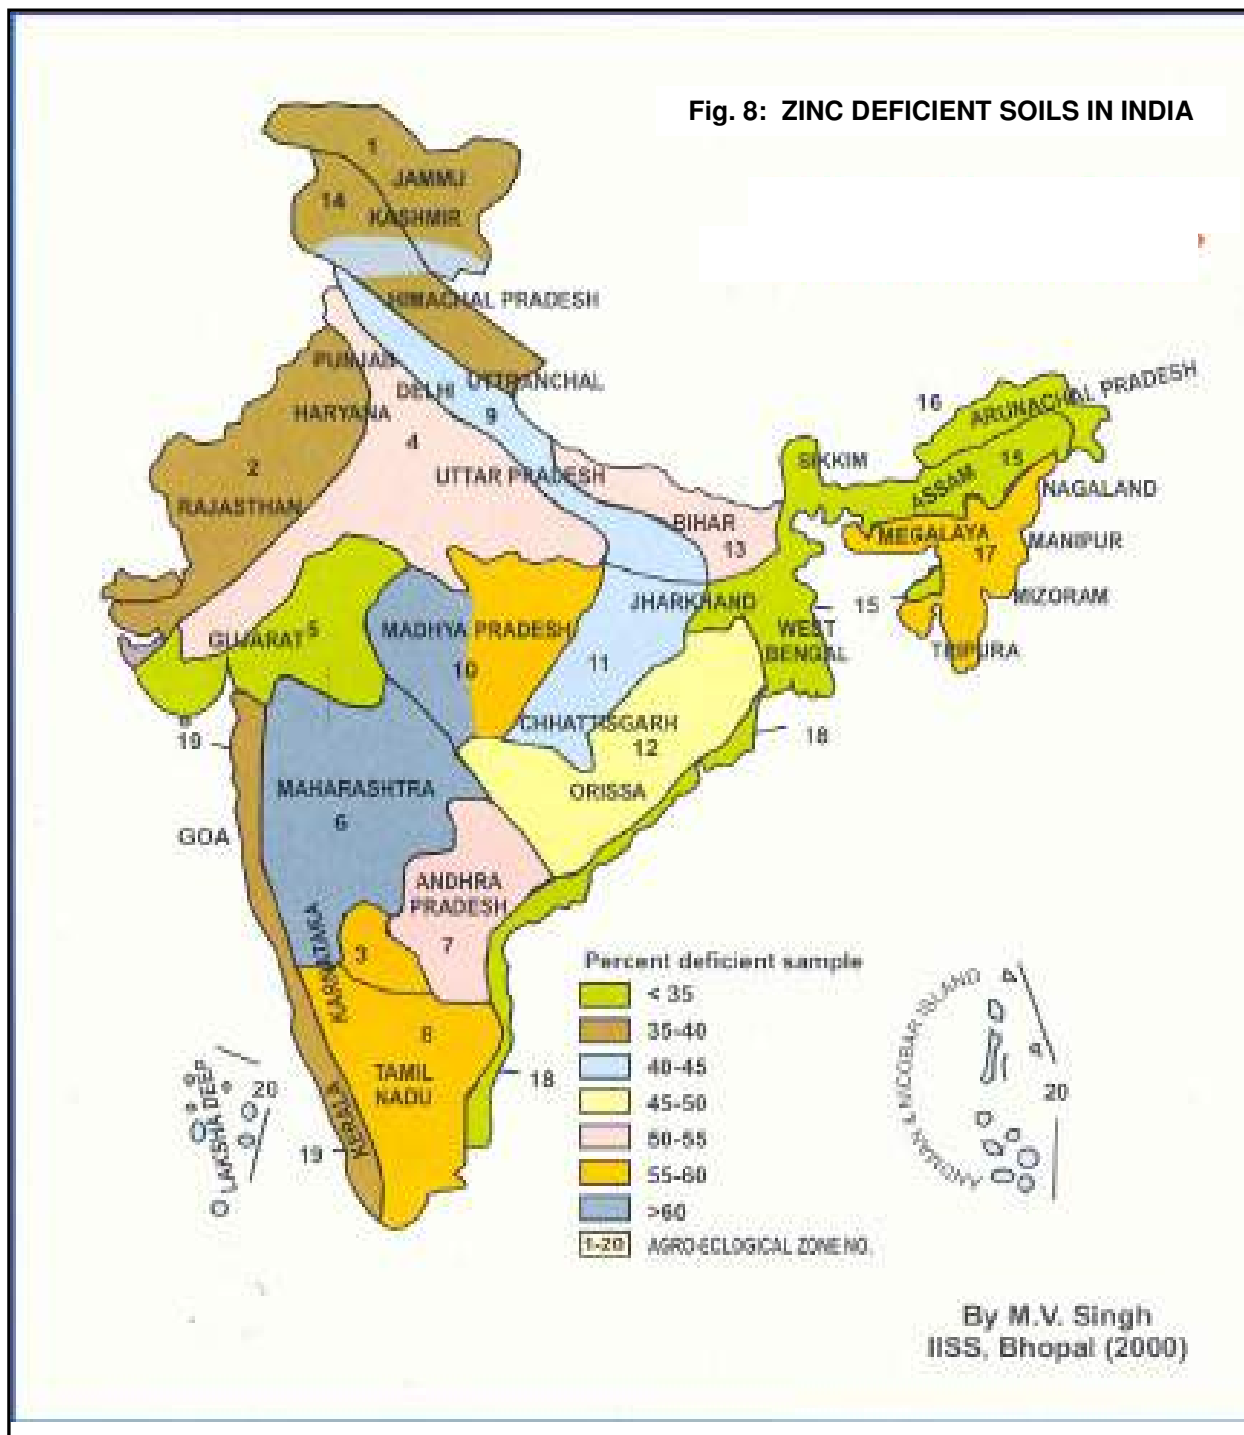 Fig. 8: ZINC DEFICIENT SOILS IN INDIA
1
JAMMU
14
KASHMIR
HIMACHAL PRADESH
PUNJAB
DELHI
UTTRANCHAL
HARYANA
9
4
2
UTTAR PRADESH
RAJASTHAN
16
ARUNACHAL PRADESH
SIKKIM
ASSAM
15
NAGALAND
BIHAR
13
MEGALAYA
17
MANIPUR
JHARKHAND
15
MIZORAM
GUJARAT
5
MADHYA PRADESH
WEST
BENGAL
TRIPURA
10
11
CHHATTISGARH
12
18
19
MAHARASHTRA
ORISSA
6
GOA
ANDHRA
PRADESH
KARNATAKA
3
7
8
TAMIL
NADU
18
KERALA
19
LAKSHA DEEP
20
Percent deficient sample
< 35
35-40
40-45
45-50
50-55
55-60
>60
1-20
AGRO-ECLOGICAL ZONE NO.
ANDIMAN & NICOBAR ISLAND
20
By M.V. Singh
IISS, Bhopal (2000)